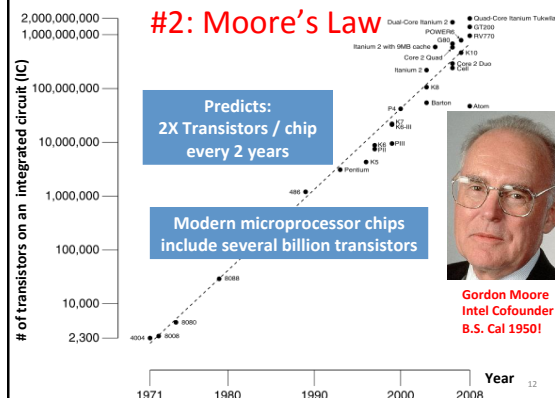 #2: Moore's Law
# of transistors on an integrated circuit (IC)
2,000,000,000
1,000,000,000
100,000,000
10,000,000
1,000,000
100,000
10,000
2,300
Dual-Core Itanium 2
Quad-Core Itanium Tukwila
POWER6
GT200
G80
RV770
Itanium 2 with 9MB cache
K10
Core 2 Quad
Core 2 Duo
Itanium 2
Cell
K8
P4
Barton
Atom
K7
K6-III
K6
PIII
PII
K5
Pentium
486
8088
8080
4004
8008
Predicts:
2X Transistors / chip
every 2 years
Modern microprocessor chips
include several billion transistors
Gordon Moore
Intel Cofounder
B.S. Cal 1950!
Year
12
1971
1980
1990
2000
2008